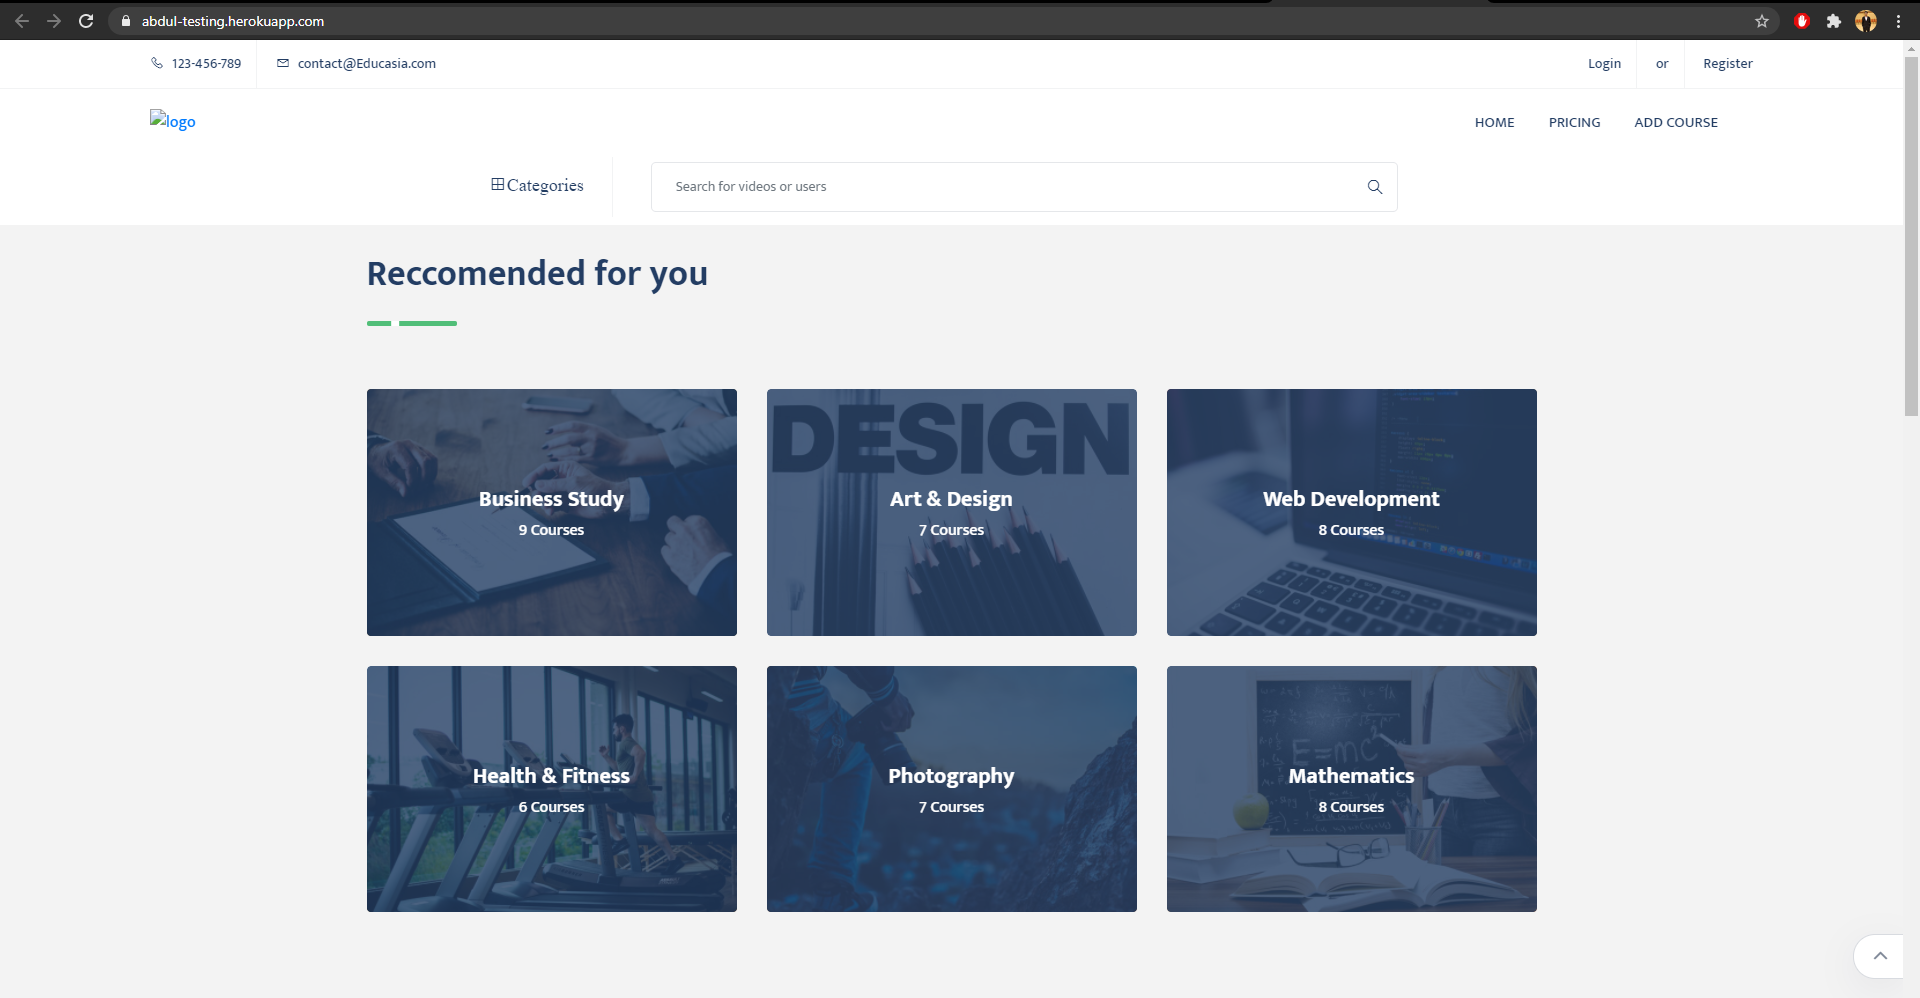 abdul-testing.herokuapp.com
123-456-789
contact@Educasia.com
Login
or
Register
logo
HOME
PRICING
ADD COURSE
Categories
Search for videos or users
Reccomended for you
DESIGN
Business Study
9 Courses
Art & Design
7 Courses
Web Development
8 Courses
Health & Fitness
6 Courses
Photography
7 Courses
E=mc²
Mathematics
8 Courses